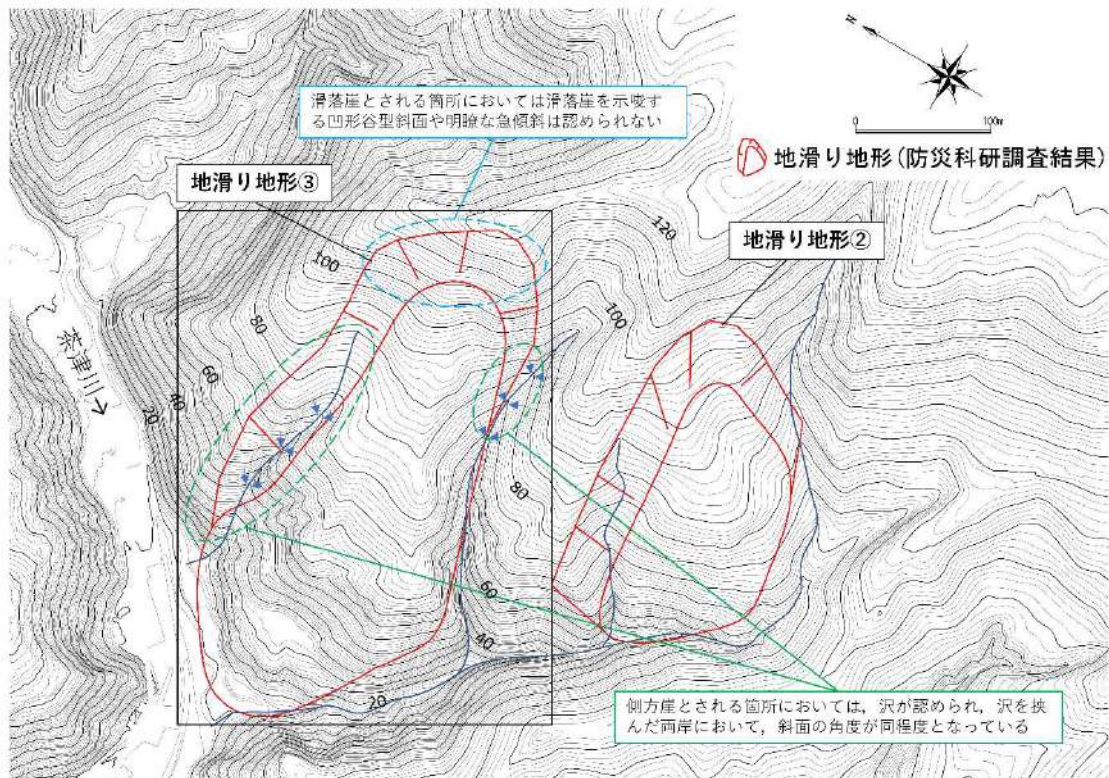 N
0
100m
地滑り地形(防災科研調査結果)
滑落崖とされる箇所においては滑落崖を示唆す
る凹形谷型斜面や明瞭な急傾斜は認められない
地滑り地形③
地滑り地形②
120
100
100
80
60
40
20
茶津川→
80
60
40
20
側方崖とされる箇所においては，沢が認められ，沢を挟
んだ両岸において，斜面の角度が同程度となっている